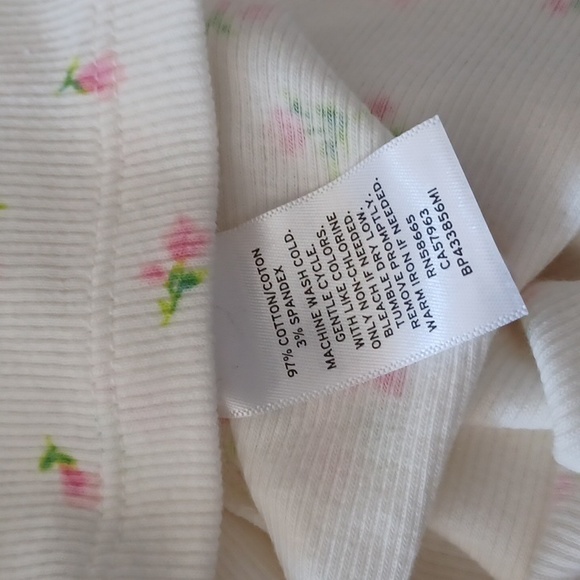 97% COTTON/COTON
3% SPANDEX
MACHINE WASH COLD.
GENTLE CYCLE.
WITH LIKE COLORS.
ONLY NON-CHLORINE
BLEACH IF NEEDED.
TUMBLE DRY LOW.
REMOVE PROMPTLY.
WARM IRON IF NEEDED.
RN58665
CA57963
BP433856MI